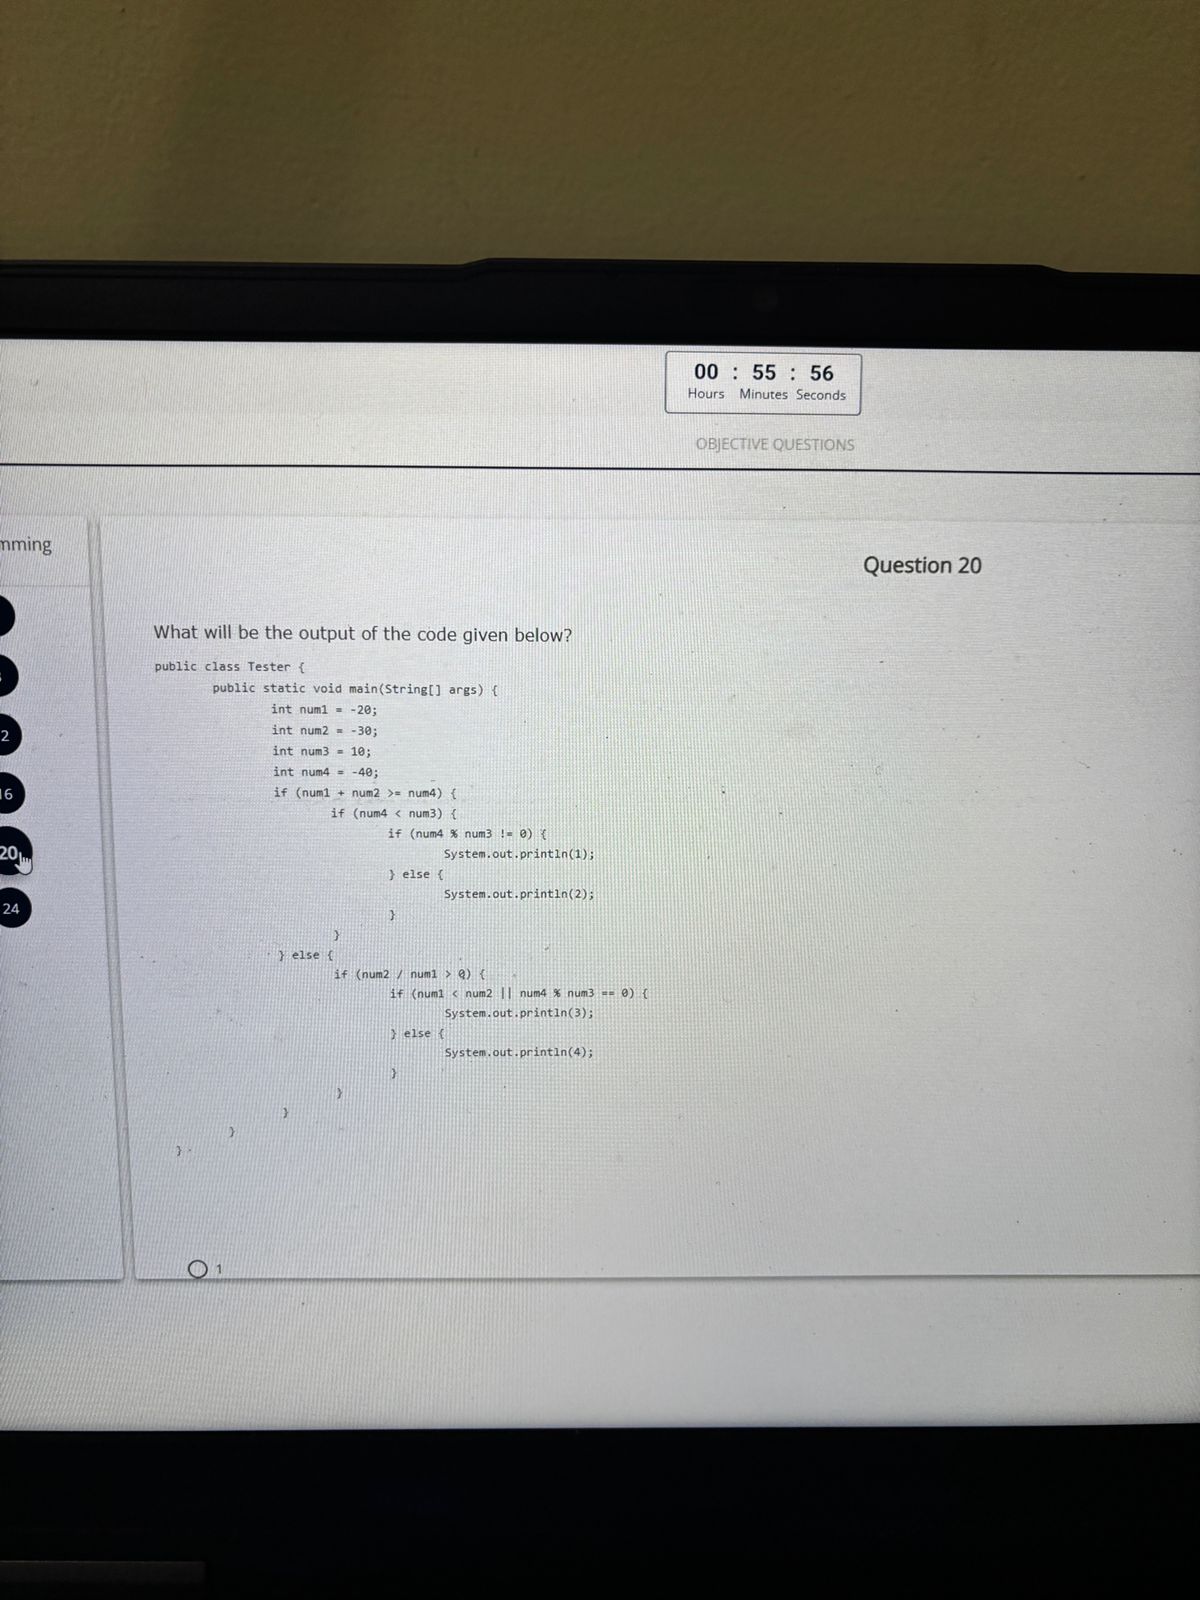 00 : 55 : 56
Hours Minutes Seconds
OBJECTIVE QUESTIONS
Question 20
2
16
20
24
What will be the output of the code given below?
public class Tester {
public static void main(String[] args) {
int num1 = -20;
int num2 = -30;
int num3 = 10;
int num4 = -40;
if (num1 + num2 >= num4) {
if (num4 < num3) {
if (num4 % num3 != 0) {
System.out.println(1);
} else {
System.out.println(2);
}
}
} else {
if (num2 / num1 > 0) {
if (num1 < num2 || num4 % num3 == 0) {
System.out.println(3);
} else {
System.out.println(4);
}
}
}
}
}
1